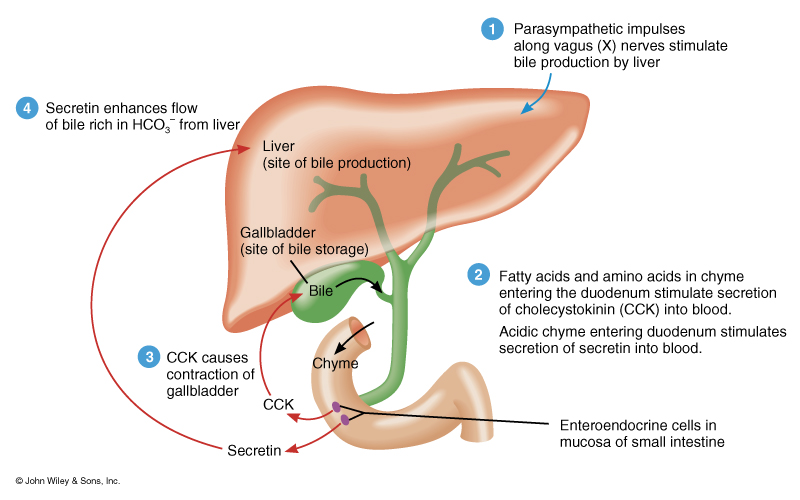 1 Parasympathetic impulses
along vagus (X) nerves stimulate
bile production by liver
4 Secretin enhances flow
of bile rich in HCO₃⁻ from liver
Liver
(site of bile production)
Gallbladder
(site of bile storage)
Bile
2 Fatty acids and amino acids in chyme
entering the duodenum stimulate secretion
of cholecystokinin (CCK) into blood.
Acidic chyme entering duodenum stimulates
secretion of secretin into blood.
3 CCK causes
contraction of
gallbladder
Chyme
CCK
Enteroendocrine cells in
mucosa of small intestine
Secretin
© John Wiley & Sons, Inc.